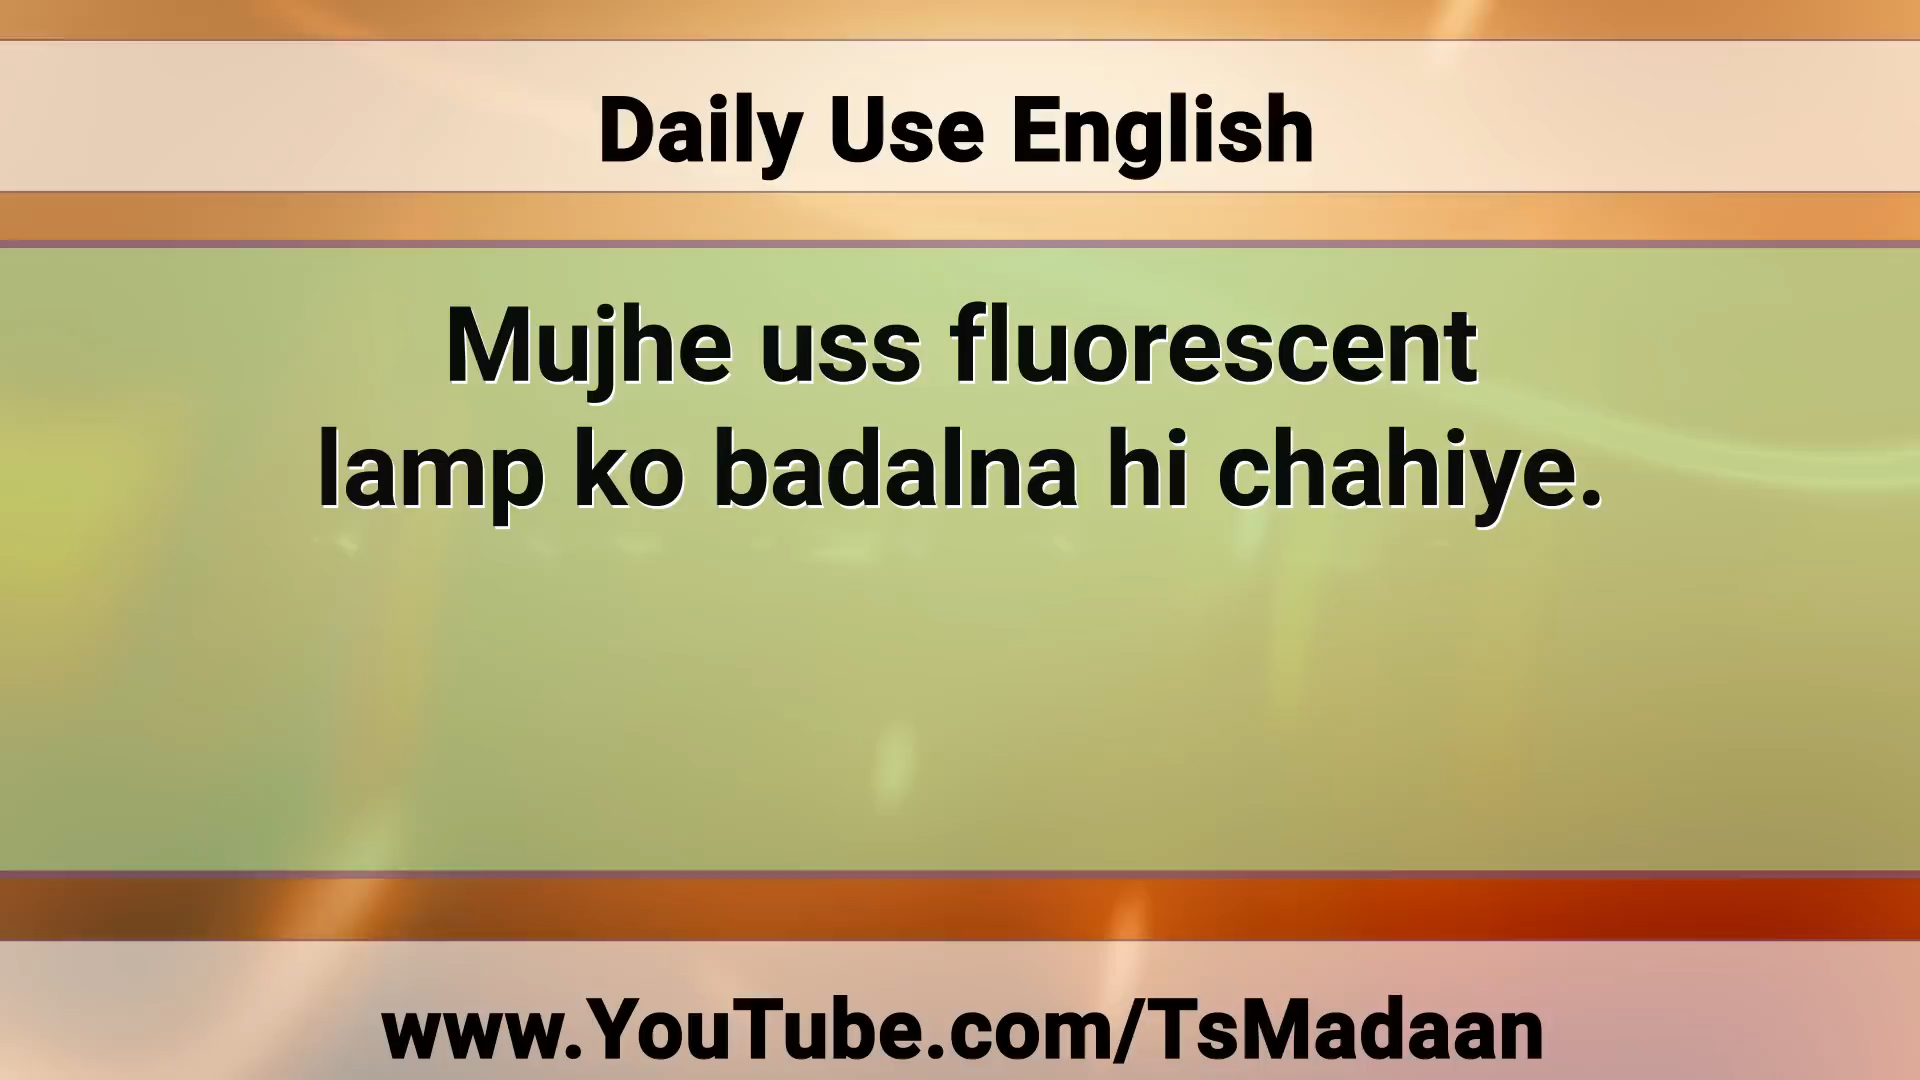 Daily Use English
Mujhe uss fluorescent
lamp ko badalna hi chahiye.
www.YouTube.com/TsMadaan